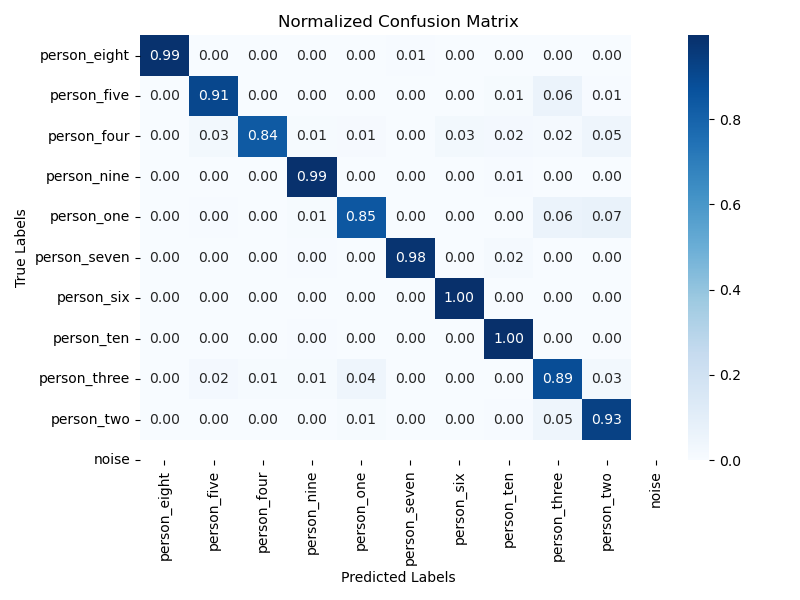 Normalized Confusion Matrix
True Labels
person_eight 0.99 0.00 0.00 0.00 0.00 0.01 0.00 0.00 0.00 0.00
person_five 0.00 0.91 0.00 0.00 0.00 0.00 0.00 0.01 0.06 0.01
person_four 0.00 0.03 0.84 0.01 0.01 0.00 0.03 0.02 0.02 0.05
person_nine 0.00 0.00 0.00 0.99 0.00 0.00 0.00 0.01 0.00 0.00
person_one 0.00 0.00 0.00 0.01 0.85 0.00 0.00 0.00 0.06 0.07
person_seven 0.00 0.00 0.00 0.00 0.00 0.98 0.00 0.02 0.00 0.00
person_six 0.00 0.00 0.00 0.00 0.00 0.00 1.00 0.00 0.00 0.00
person_ten 0.00 0.00 0.00 0.00 0.00 0.00 0.00 1.00 0.00 0.00
person_three 0.00 0.02 0.01 0.01 0.04 0.00 0.00 0.00 0.89 0.03
person_two 0.00 0.00 0.00 0.00 0.01 0.00 0.00 0.00 0.05 0.93
noise
person_eight
person_five
person_four
person_nine
person_one
person_seven
person_six
person_ten
person_three
person_two
noise
Predicted Labels
0.8
0.6
0.4
0.2
0.0